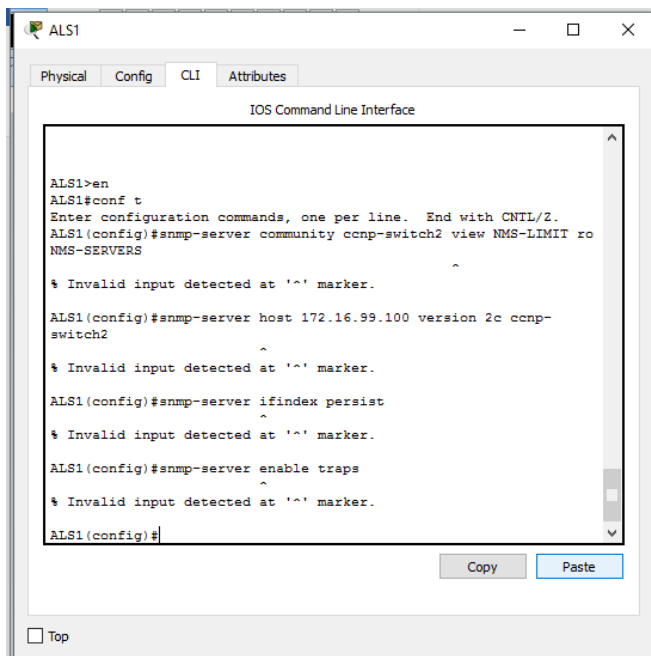 ALS1
Physical Config CLI Attributes
IOS Command Line Interface
ALS1>en
ALS1#conf t
Enter configuration commands, one per line.  End with CNTL/Z.
ALS1(config)#snmp-server community ccnp-switch2 view NMS-LIMIT ro
NMS-SERVERS
^
% Invalid input detected at '^' marker.
ALS1(config)#snmp-server host 172.16.99.100 version 2c ccnp-
switch2
^
% Invalid input detected at '^' marker.
ALS1(config)#snmp-server ifindex persist
^
% Invalid input detected at '^' marker.
ALS1(config)#snmp-server enable traps
^
% Invalid input detected at '^' marker.
ALS1(config)#
Copy Paste
Top